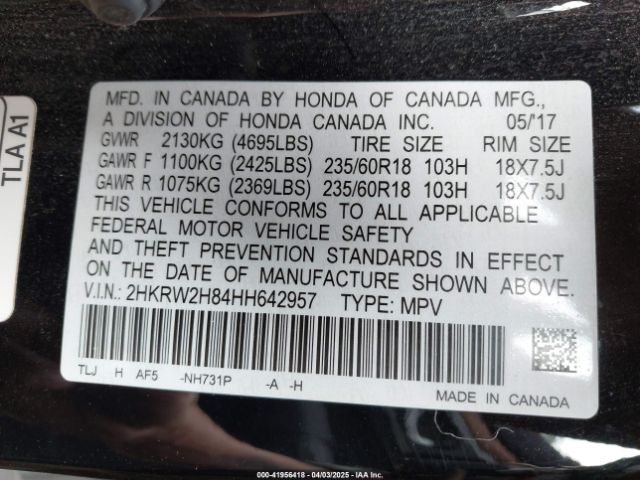 MFD. IN CANADA BY HONDA OF CANADA MFG.,
A DIVISION OF HONDA CANADA INC. 05/'17
GVWR 2130KG (4695LBS) TIRE SIZE RIM SIZE
GAWR F 1100KG (2425LBS) 235/60R18 103H 18X7.5J
GAWR R 1075KG (2369LBS) 235/60R18 103H 18X7.5J
THIS VEHICLE CONFORMS TO ALL APPLICABLE
FEDERAL MOTOR VEHICLE SAFETY
AND THEFT PREVENTION STANDARDS IN EFFECT
ON THE DATE OF MANUFACTURE SHOWN ABOVE.
V.I.N.: 2HKRW2H84HH642957 TYPE: MPV
TLJ H AF5 -NH731P -A -H
MADE IN CANADA
TLA A1
000-41956418 - 04/03/2025 - IAA Inc.